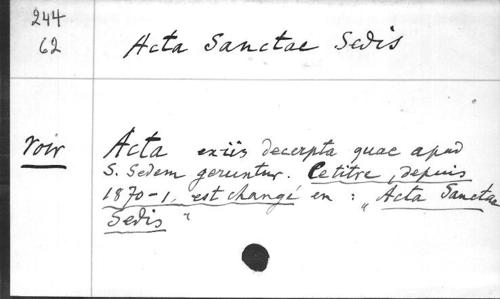 244
62
Acta Sanctae Sedis
Voir
Acta ex iis decerpta quae apud
S. Sedem geruntur. Ce titre, depuis
1870-1, est changé en : „ Acta Sanctae
Sedis "